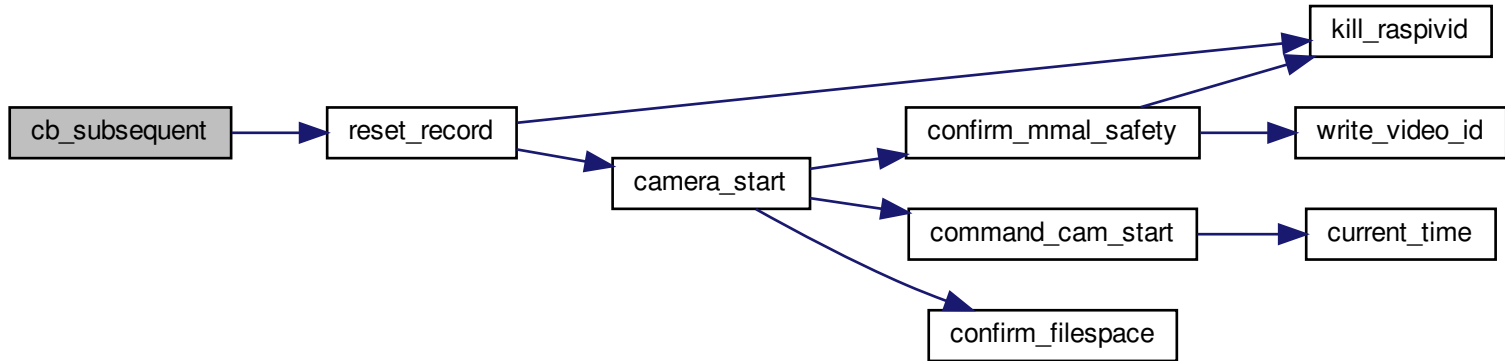 cb_subsequent
reset_record
kill_raspivid
camera_start
confirm_mmal_safety
write_video_id
command_cam_start
current_time
confirm_filespace